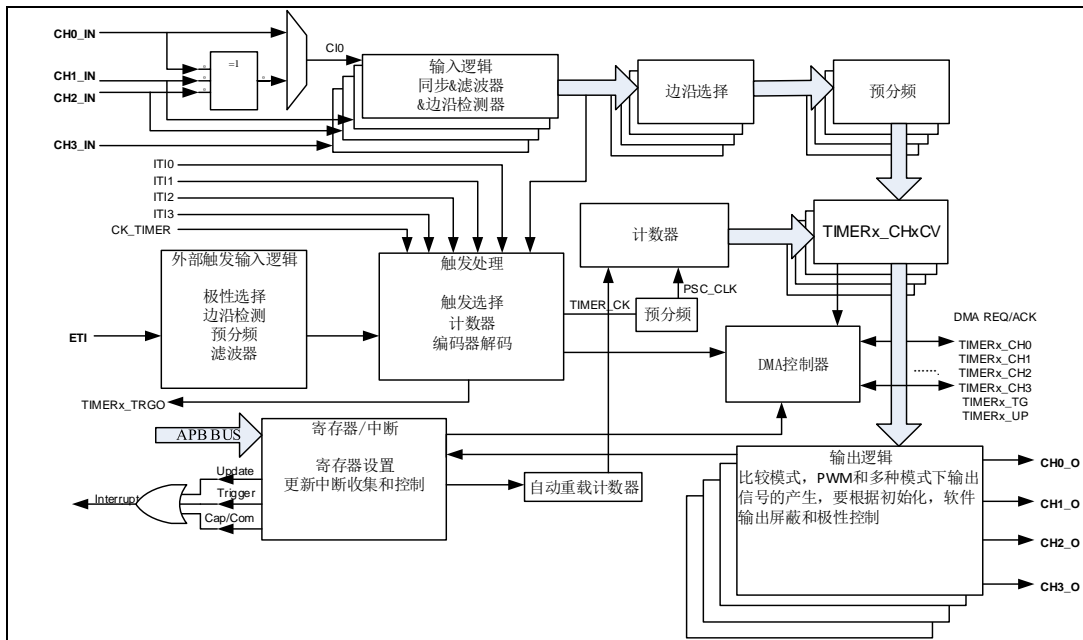 CH0_IN
CH1_IN
CH2_IN
CH3_IN
=1
CI0
输入逻辑
同步&滤波器
&边沿检测器
边沿选择
预分频
ITI0
ITI1
ITI2
ITI3
CK_TIMER
外部触发输入逻辑
极性选择
边沿检测
预分频
滤波器
ETI
触发处理
触发选择
计数器
编码器解码
TIMER_CK
预分频
PSC_CLK
计数器
TIMERx_CHxCV
DMA控制器
DMA REQ/ACK
TIMERx_CH0
TIMERx_CH1
TIMERx_CH2
TIMERx_CH3
TIMERx_TG
TIMERx_UP
.......
TIMERx_TRGO
APB BUS
寄存器/中断
寄存器设置
更新中断收集和控制
Update
Trigger
Cap/Com
Interrupt
自动重载计数器
输出逻辑
比较模式，PWM和多种模式下输出
信号的产生，要根据初始化，软件
输出屏蔽和极性控制
CH0_O
CH1_O
CH2_O
CH3_O